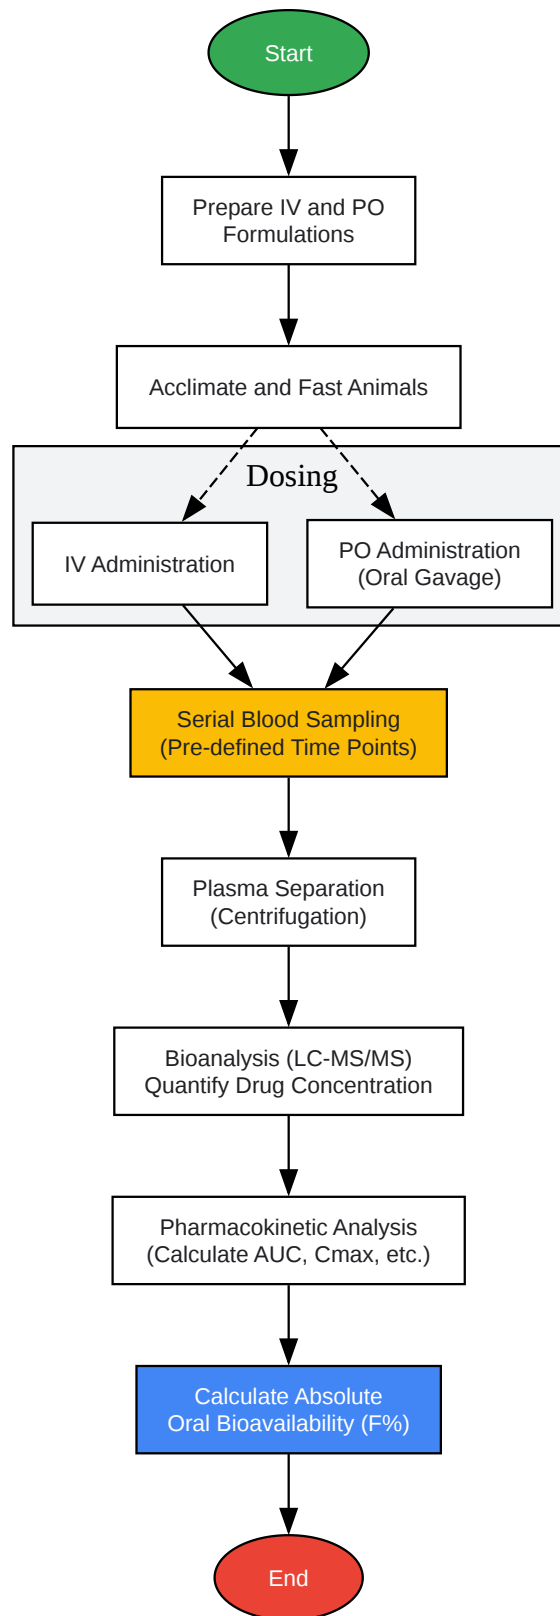 Start
Prepare IV and PO
Formulations
Acclimate and Fast Animals
Dosing
IV Administration
PO Administration
(Oral Gavage)
Serial Blood Sampling
(Pre-defined Time Points)
Plasma Separation
(Centrifugation)
Bioanalysis (LC-MS/MS)
Quantify Drug Concentration
Pharmacokinetic Analysis
(Calculate AUC, Cmax, etc.)
Calculate Absolute
Oral Bioavailability (F%)
End